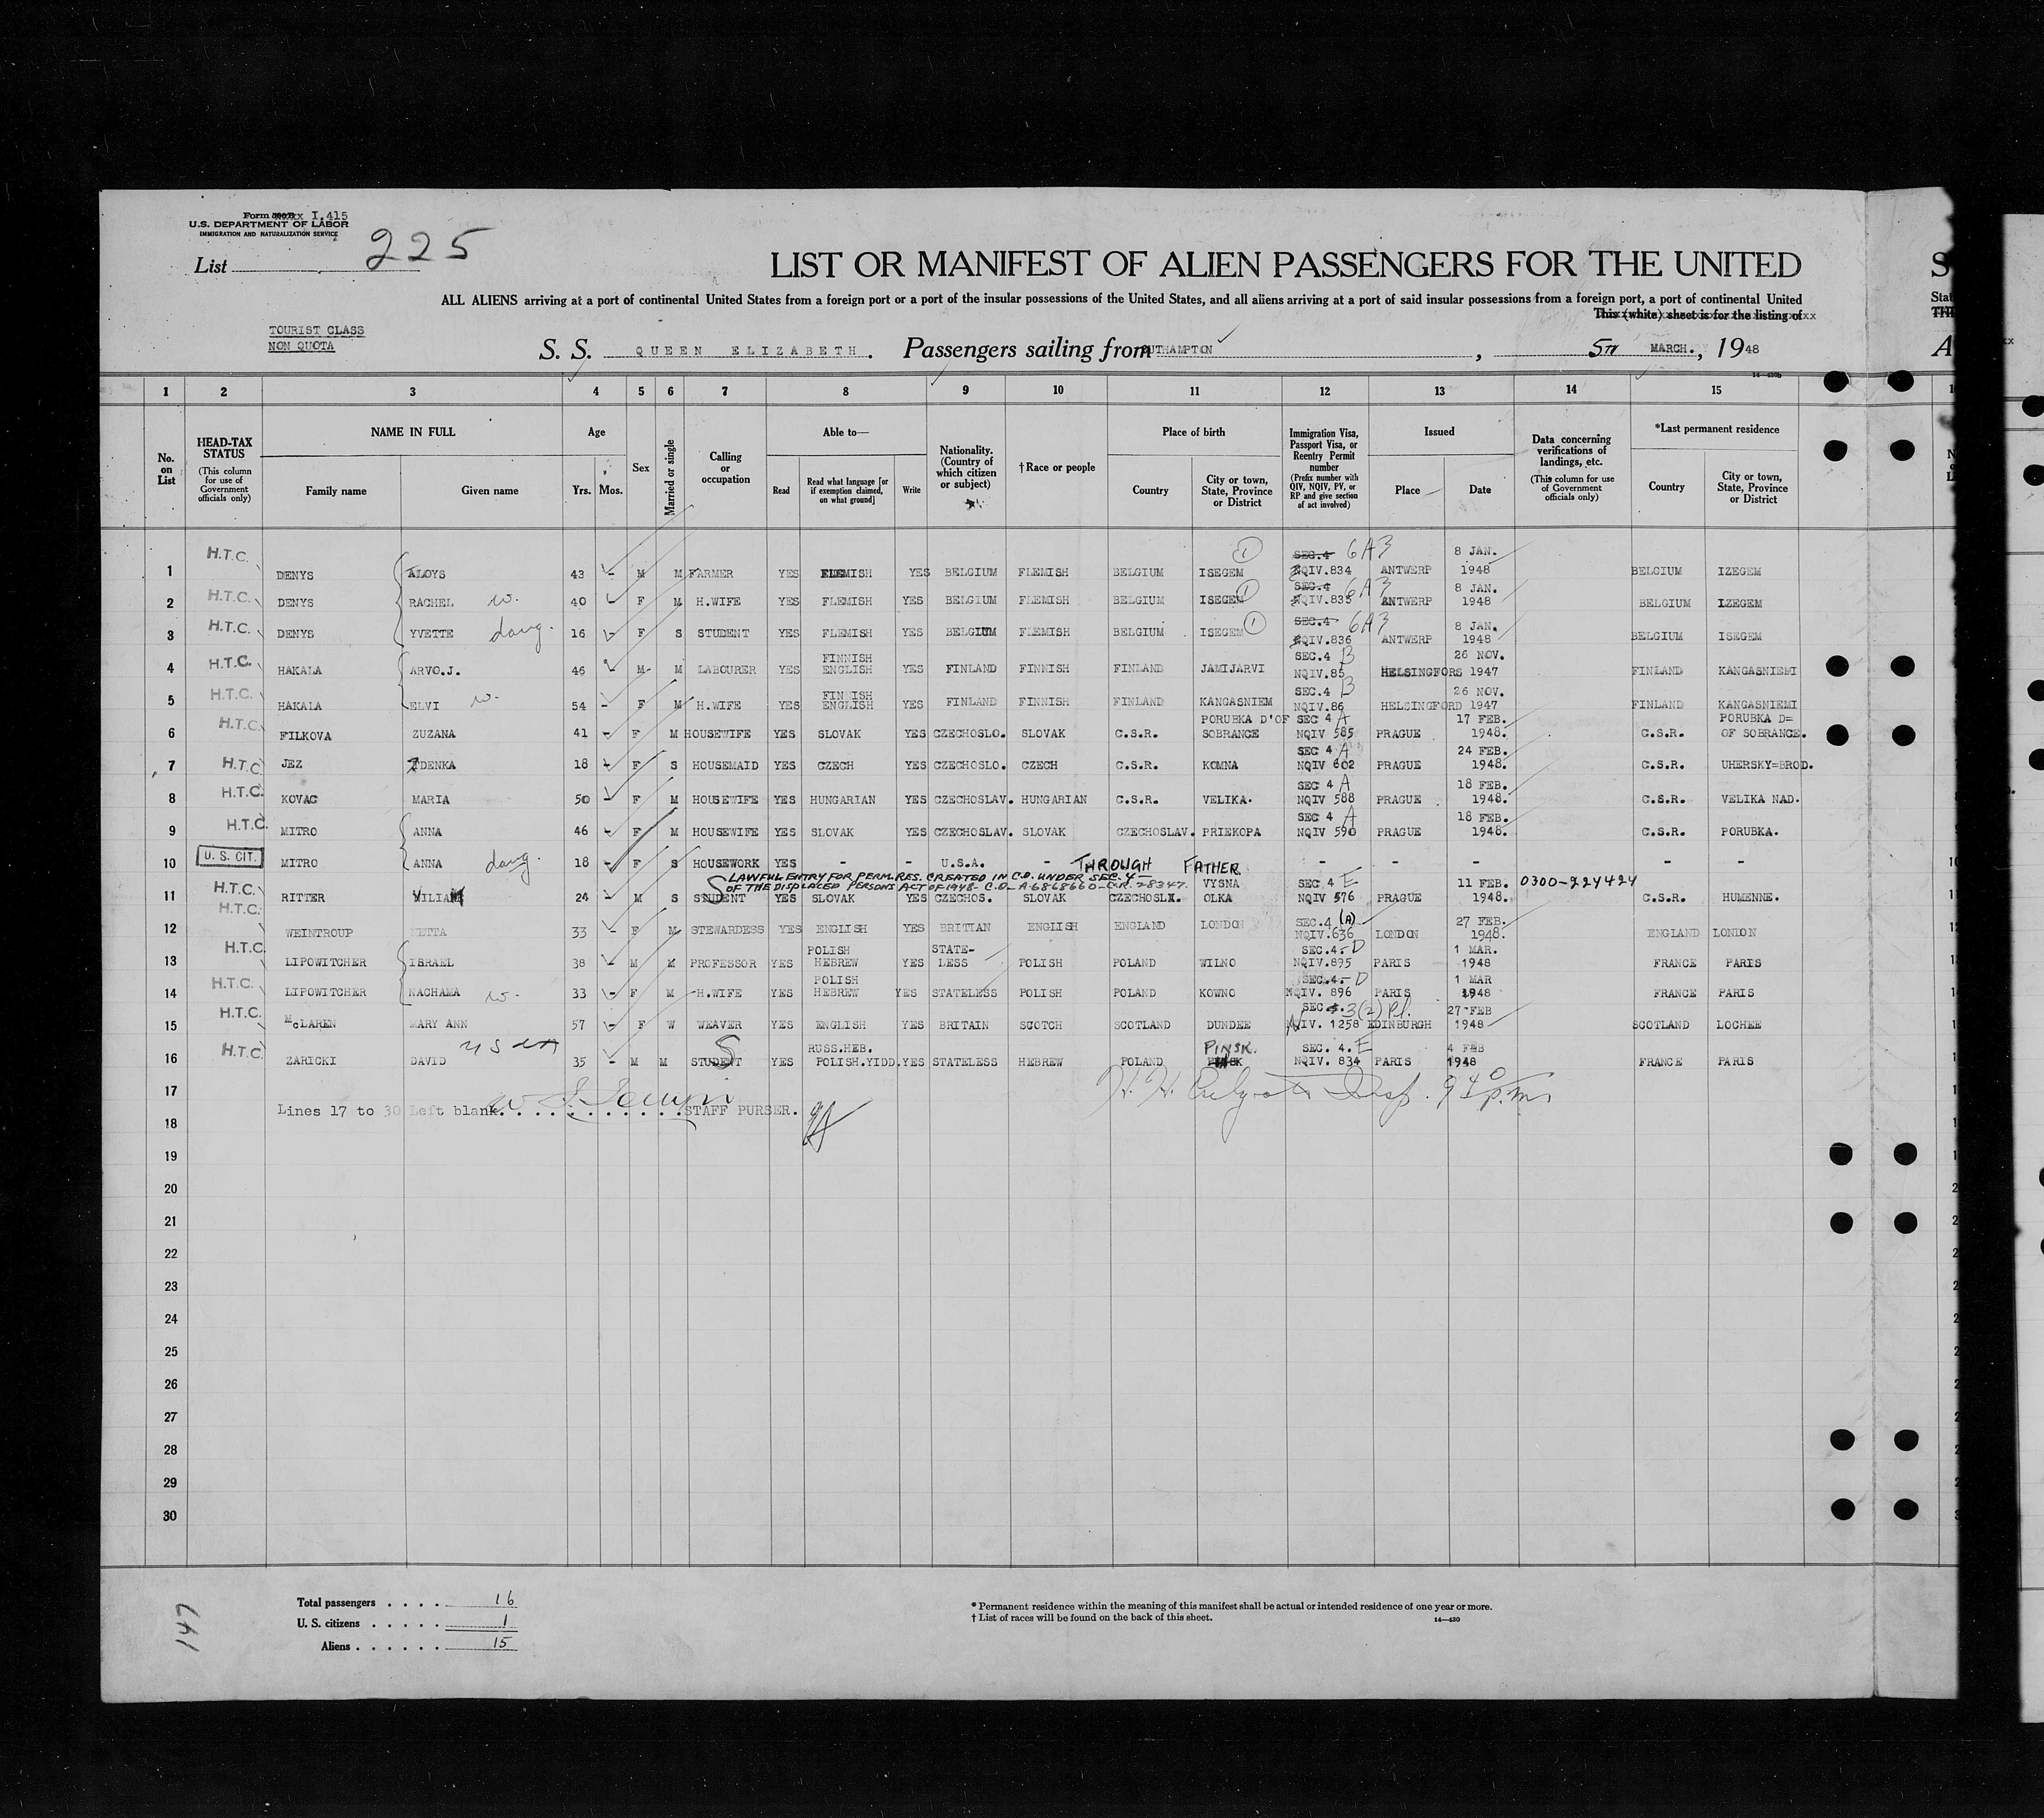 Form I.415
U.S. DEPARTMENT OF LABOR
IMMIGRATION AND NATURALIZATION SERVICE
List 225
LIST OR MANIFEST OF ALIEN PASSENGERS FOR THE UNITED
ALL ALIENS arriving at a port of continental United States from a foreign port or a port of the insular possessions of the United States, and all aliens arriving at a port of said insular possessions from a foreign port, a port of continental United
This (white) sheet is for the listing of
TOURIST CLASS
NON QUOTA
S. S. QUEEN ELIZABETH. Passengers sailing from UTHAMPTON, 5TH MARCH., 1948
1 2 3 4 5 6 7 8 9 10 11 12 13 14 15
No. on List
HEAD-TAX STATUS (This column for use of Government officials only)
NAME IN FULL Family name Given name
Age Yrs. Mos.
Sex
Married or single
Calling or occupation
Able to— Read Read what language [or if exemption claimed, on what ground] Write
Nationality. (Country of which citizen or subject)
†Race or people
Place of birth Country City or town, State, Province or District
Immigration Visa, Passport Visa, or Reentry Permit number (Prefix number with QIV, NQIV, PV, or RP and give section of act involved)
Issued Place Date
Data concerning verifications of landings, etc. (This column for use of Government officials only)
*Last permanent residence Country City or town, State, Province or District
1 H.T.C. DENYS ALOYS 43 - M M FARMER YES FLEMISH YES BELGIUM FLEMISH BELGIUM ISEGEM 1 SEC.4 6A3 NQIV.834 ANTWERP 8 JAN. 1948 BELGIUM IZEGEM
2 H.T.C. DENYS RACHEL w. 40 - F M H.WIFE YES FLEMISH YES BELGIUM FLEMISH BELGIUM ISEGEM 1 SEC.4 6A3 NQIV.835 ANTWERP 8 JAN. 1948 BELGIUM IZEGEM
3 H.T.C. DENYS YVETTE daug. 16 - F S STUDENT YES FLEMISH YES BELGIUM FLEMISH BELGIUM ISEGEM 1 SEC.4 6A3 NQIV.836 ANTWERP 8 JAN. 1948 BELGIUM ISEGEM
4 H.T.C. HAKALA ARVO.J. 46 M M LABOURER YES FINNISH ENGLISH YES FINLAND FINNISH FINLAND JAMIJARVI SEC.4 B NQIV.85 HELSINGFORS 26 NOV. 1947 FINLAND KANGASNIEMI
5 H.T.C. HAKALA ELVI w. 54 - F M H.WIFE YES FINNISH ENGLISH YES FINLAND FINNISH FINLAND KANGASNIEM SEC.4 B NQIV.86 HELSINGFORD 26 NOV. 1947 FINLAND KANGASNIEMI
6 H.T.C. FILKOVA ZUZANA 41 - F M HOUSEWIFE YES SLOVAK YES CZECHOSLO. SLOVAK C.S.R. PORUBKA D'OF SOBRANCE SEC 4 A NQIV 585 PRAGUE 17 FEB. 1948. C.S.R. PORUBKA D= OF SOBRANCE.
7 H.T.C. JEZ ZDENKA 18 - F S HOUSEMAID YES CZECH YES CZECHOSLO. CZECH C.S.R. KOMNA SEC 4 A NQIV 602 PRAGUE 24 FEB. 1948. C.S.R. UHERSKY=BROD.
8 H.T.C. KOVAC MARIA 50 - F M HOUSEWIFE YES HUNGARIAN YES CZECHOSLAV. HUNGARIAN C.S.R. VELIKA. SEC 4 A NQIV 588 PRAGUE 18 FEB. 1948. C.S.R. VELIKA NAD.
9 H.T.C. MITRO ANNA 46 - F M HOUSEWIFE YES SLOVAK YES CZECHOSLAV. SLOVAK CZECHOSLAV. PRIEKOPA SEC 4 A NQIV 590 PRAGUE 18 FEB. 1948. C.S.R. PORUBKA.
10 U.S. CIT. MITRO ANNA daug. 18 - F S HOUSEWORK YES - - U.S.A. - THROUGH FATHER - - - - -
LAWFUL ENTRY FOR PERM. RES. CREATED IN C.O. UNDER SEC. 4 —
OF THE DISPLACED PERSONS ACT OF 1948- C.O.-A-6868660-C.R. 28347.
11 H.T.C. RITTER VILIAM 24 - M S STUDENT YES SLOVAK YES CZECHOS. SLOVAK CZECHOSLK. VYSNA OLKA SEC 4 E NQIV 576 PRAGUE 11 FEB. 1948. 0300-224424 C.S.R. HUMENNE.
12 H.T.C. WEINTROUP 33 - F M STEWARDESS YES ENGLISH YES BRITIAN ENGLISH ENGLAND LONDON SEC.4 (A) NQIV.636 LONDON 27 FEB. 1948. ENGLAND LONDON
13 H.T.C. LIPOWITCHER ISRAEL 38 - M M PROFESSOR YES POLISH HEBREW YES STATE-LESS POLISH POLAND WILNO SEC.4.-D NQIV.895 PARIS 1 MAR. 1948 FRANCE PARIS
14 H.T.C. LIPOWITCHER NACHAMA w. 33 - F M H.WIFE YES POLISH HEBREW YES STATELESS POLISH POLAND KOWNO SEC.4.-D NQIV. 896 PARIS 1 MAR 1948 FRANCE PARIS
15 H.T.C. McLAREN MARY ANN 57 - F W WEAVER YES ENGLISH YES BRITAIN SCOTCH SCOTLAND DUNDEE SEC 3(2) IV. 1258 EDINBURGH 27 FEB 1948 SCOTLAND LOCHEE
16 H.T.C. ZARICKI DAVID 35 - M M STUDENT YES RUSS.HEB. POLISH.YIDD. YES STATELESS HEBREW POLAND PINSK. SEC. 4. E NQIV. 834 PARIS 4 FEB 1948 FRANCE PARIS
17
Lines 17 to 30 Left blank. STAFF PURSER.
18
19
20
21
22
23
24
25
26
27
28
29
30
Total passengers 16
U. S. citizens 1
Aliens 15
147
* Permanent residence within the meaning of this manifest shall be actual or intended residence of one year or more.
† List of races will be found on the back of this sheet.
14—430